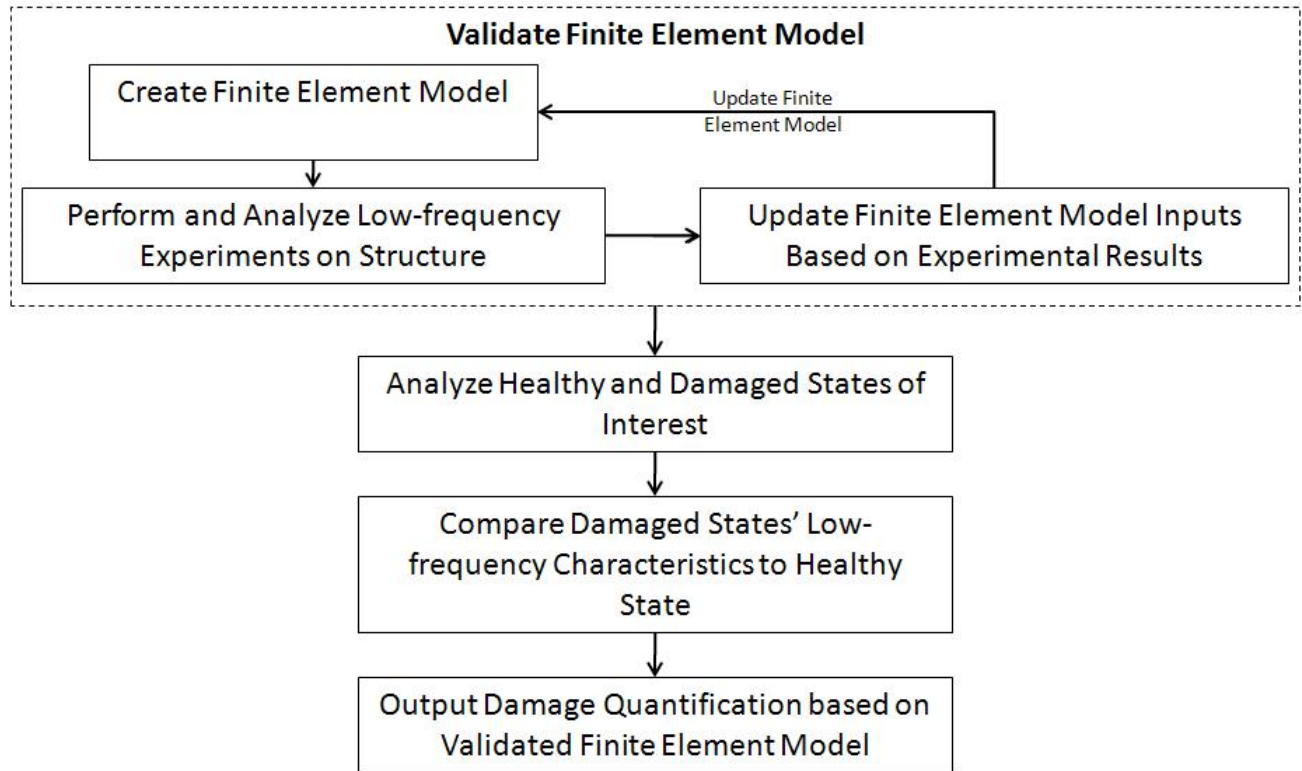 Validate Finite Element Model
Create Finite Element Model
Update Finite
Element Model
Perform and Analyze Low-frequency
Experiments on Structure
Update Finite Element Model Inputs
Based on Experimental Results
Analyze Healthy and Damaged States of
Interest
Compare Damaged States’ Low-
frequency Characteristics to Healthy
State
Output Damage Quantification based on
Validated Finite Element Model